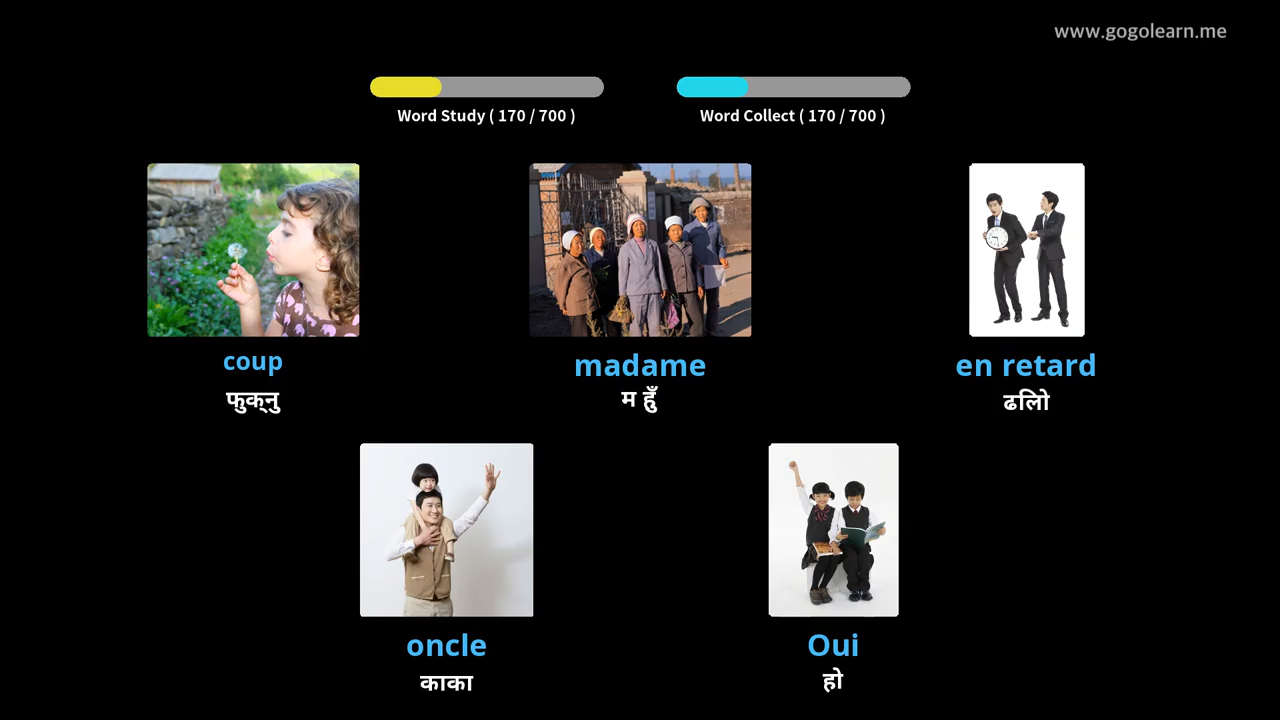 www.gogolearn.me
Word Study ( 170 / 700 )
Word Collect ( 170 / 700 )
coup
फुक्नु
madame
म हुँ
en retard
ढिलो
oncle
काका
Oui
हो